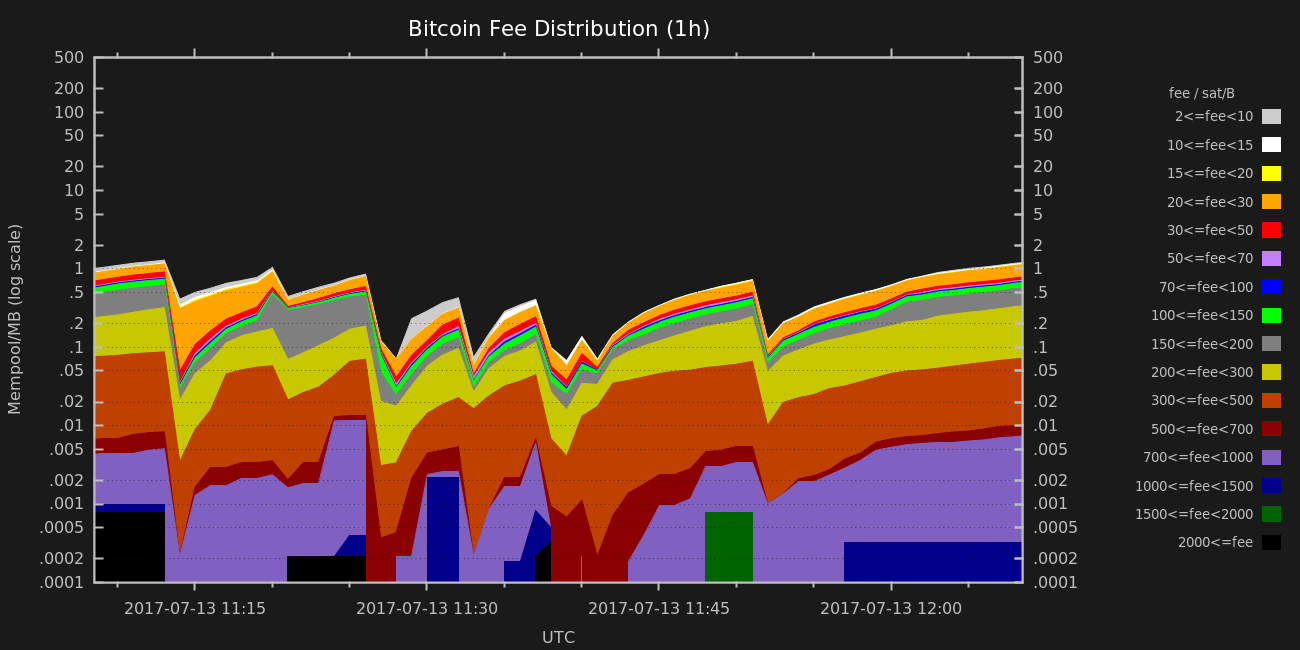 Bitcoin Fee Distribution (1h)
Mempool/MB (log scale)
500
200
100
50
20
10
5
2
1
.5
.2
.1
.05
.02
.01
.005
.002
.001
.0005
.0002
.0001
500
200
100
50
20
10
5
2
1
.5
.2
.1
.05
.02
.01
.005
.002
.001
.0005
.0002
.0001
2017-07-13 11:15
2017-07-13 11:30
2017-07-13 11:45
2017-07-13 12:00
UTC
fee / sat/B
2<=fee<10
10<=fee<15
15<=fee<20
20<=fee<30
30<=fee<50
50<=fee<70
70<=fee<100
100<=fee<150
150<=fee<200
200<=fee<300
300<=fee<500
500<=fee<700
700<=fee<1000
1000<=fee<1500
1500<=fee<2000
2000<=fee